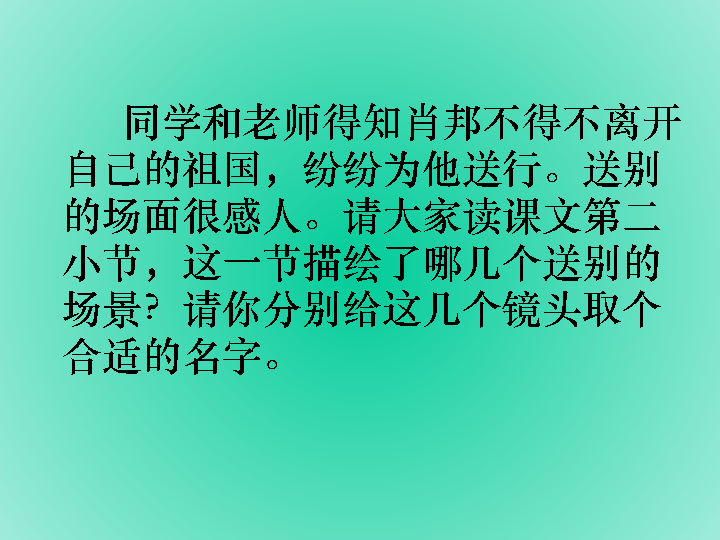 同学和老师得知肖邦不得不离开
自己的祖国，纷纷为他送行。送别
的场面很感人。请大家读课文第二
小节，这一节描绘了哪几个送别的
场景？请你分别给这几个镜头取个
合适的名字。